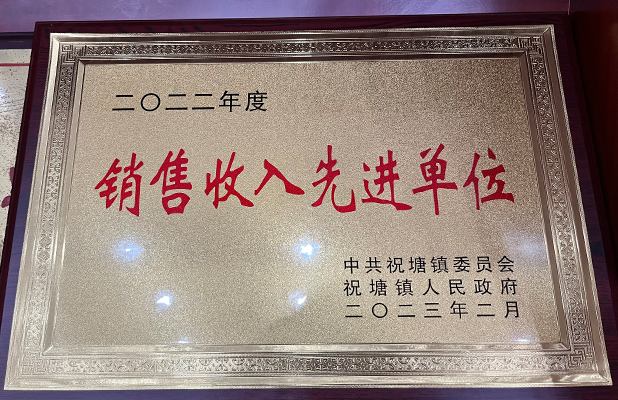 二〇二二年度
销售收入先进单位
中共祝塘镇委员会
祝塘镇人民政府
二〇二三年二月